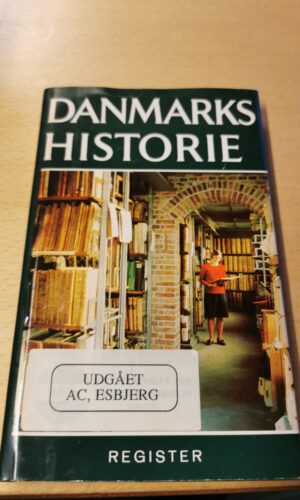 DANMARKS
HISTORIE
UDGÅET
AC, ESBJERG
REGISTER